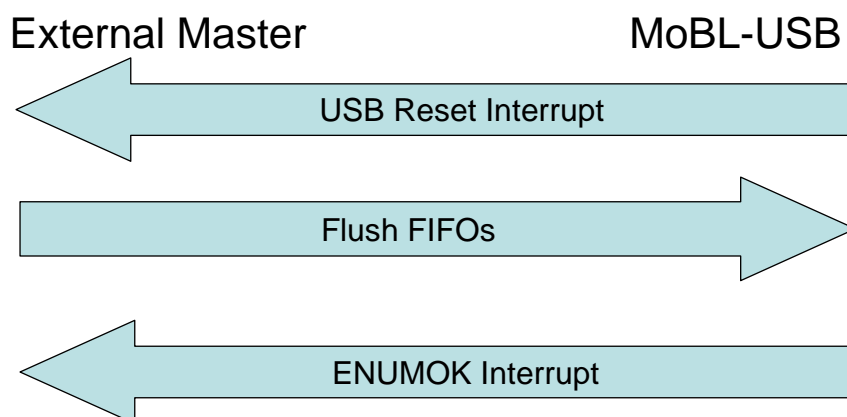 External Master MoBL-USB
USB Reset Interrupt
Flush FIFOs
ENUMOK Interrupt